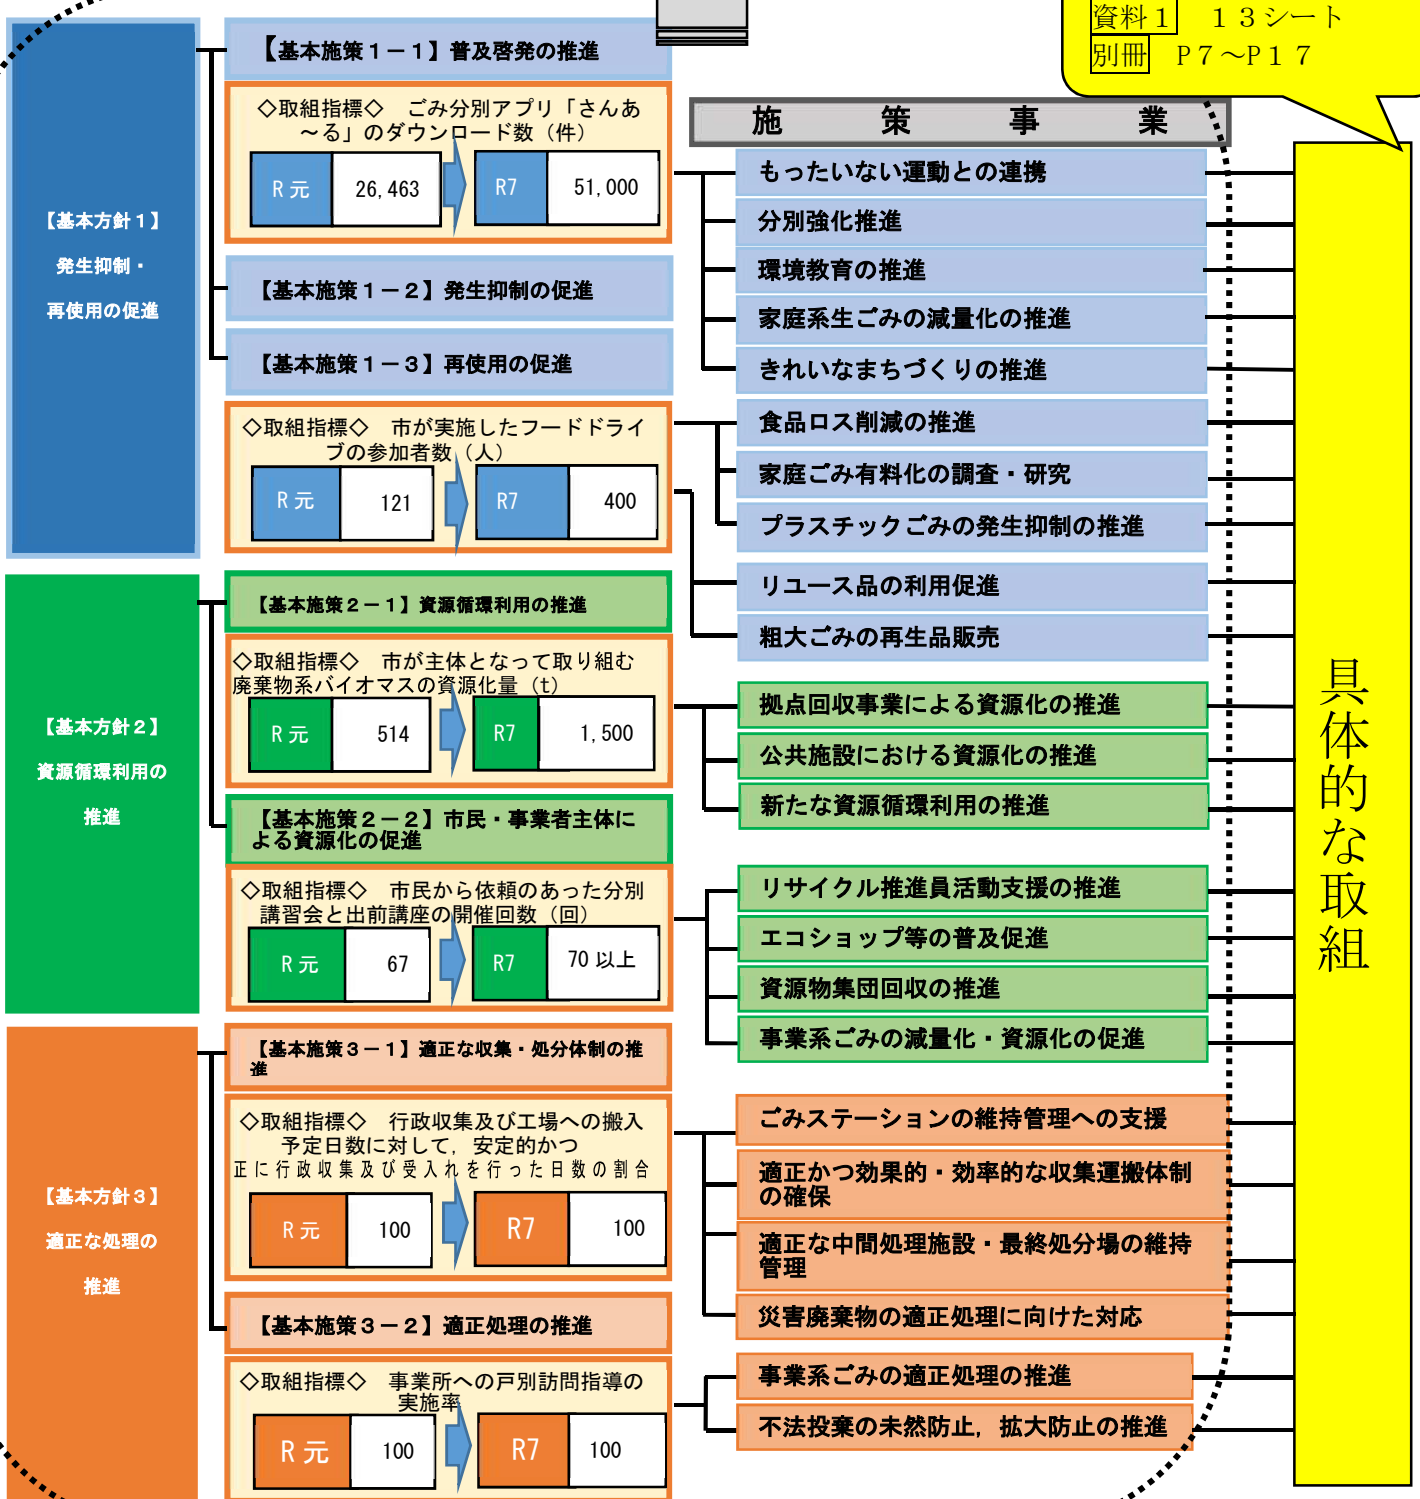 資料１　１３シート
別冊　P７～P１７
【基本方針１】
発生抑制・
再使用の促進
【基本施策１－１】普及啓発の推進
◇取組指標◇　ごみ分別アプリ「さんあ
～る」のダウンロード数（件）
R元　26,463　R7　51,000
【基本施策１－２】発生抑制の促進
【基本施策１－３】再使用の促進
◇取組指標◇　市が実施したフードドライ
ブの参加者数（人）
R元　121　R7　400
【基本方針２】
資源循環利用の
推進
【基本施策２－１】資源循環利用の推進
◇取組指標◇　市が主体となって取り組む
廃棄物系バイオマスの資源化量（t）
R元　514　R7　1,500
【基本施策２－２】市民・事業者主体に
よる資源化の促進
◇取組指標◇　市民から依頼のあった分別
講習会と出前講座の開催回数（回）
R元　67　R7　70以上
【基本方針３】
適正な処理の
推進
【基本施策３－１】適正な収集・処分体制の推
進
◇取組指標◇　行政収集及び工場への搬入
予定日数に対して，安定的かつ
正に行政収集及び受入れを行った日数の割合
R元　100　R7　100
【基本施策３－２】適正処理の推進
◇取組指標◇　事業所への戸別訪問指導の
実施率
R元　100　R7　100
施　策　事　業
もったいない運動との連携
分別強化推進
環境教育の推進
家庭系生ごみの減量化の推進
きれいなまちづくりの推進
食品ロス削減の推進
家庭ごみ有料化の調査・研究
プラスチックごみの発生抑制の推進
リユース品の利用促進
粗大ごみの再生品販売
拠点回収事業による資源化の推進
公共施設における資源化の推進
新たな資源循環利用の推進
リサイクル推進員活動支援の推進
エコショップ等の普及促進
資源物集団回収の推進
事業系ごみの減量化・資源化の促進
ごみステーションの維持管理への支援
適正かつ効果的・効率的な収集運搬体制
の確保
適正な中間処理施設・最終処分場の維持
管理
災害廃棄物の適正処理に向けた対応
事業系ごみの適正処理の推進
不法投棄の未然防止，拡大防止の推進
具体的な取組